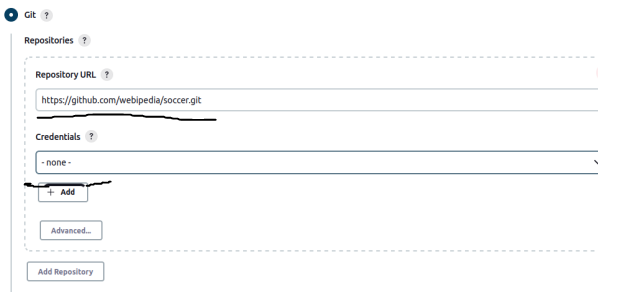 Git ?
Repositories ?
Repository URL ?
https://github.com/webipedia/soccer.git
Credentials ?
- none -
+ Add
Advanced...
Add Repository